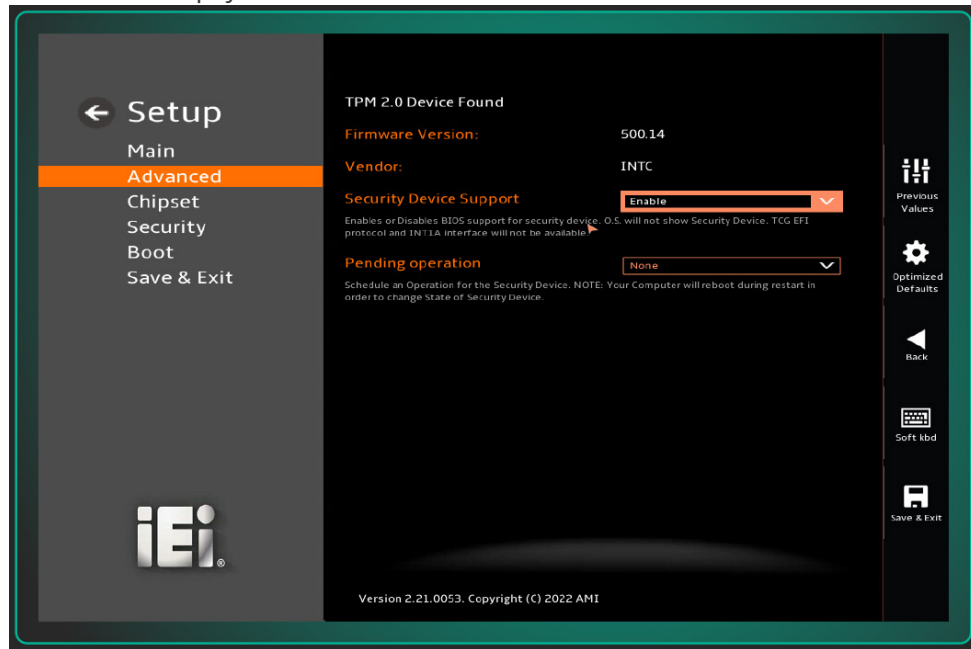 Setup
Main
Advanced
Chipset
Security
Boot
Save & Exit
iEi®
TPM 2.0 Device Found
Firmware Version: 500.14
Vendor: INTC
Security Device Support Enable
Enables or Disables BIOS support for security device. O.S. will not show Security Device. TCG EFI
protocol and INT1A interface will not be available.
Pending operation None
Schedule an Operation for the Security Device. NOTE: Your Computer will reboot during restart in
order to change State of Security Device.
Version 2.21.0053. Copyright (C) 2022 AMI
Previous
Values
Optimized
Defaults
Back
Soft kbd
Save & Exit